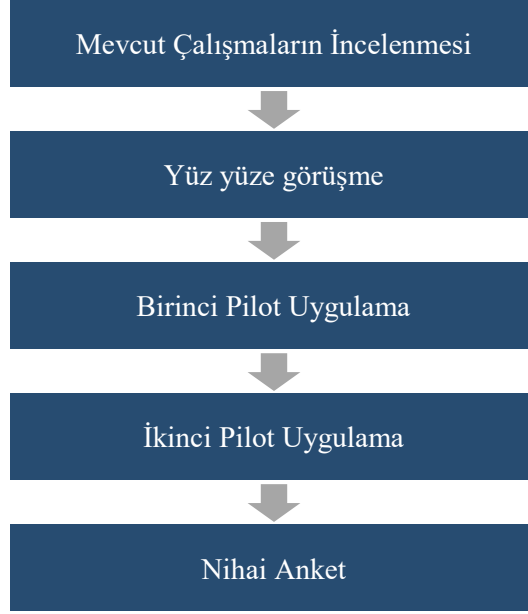 Mevcut Çalışmaların İncelenmesi
Yüz yüze görüşme
Birinci Pilot Uygulama
İkinci Pilot Uygulama
Nihai Anket